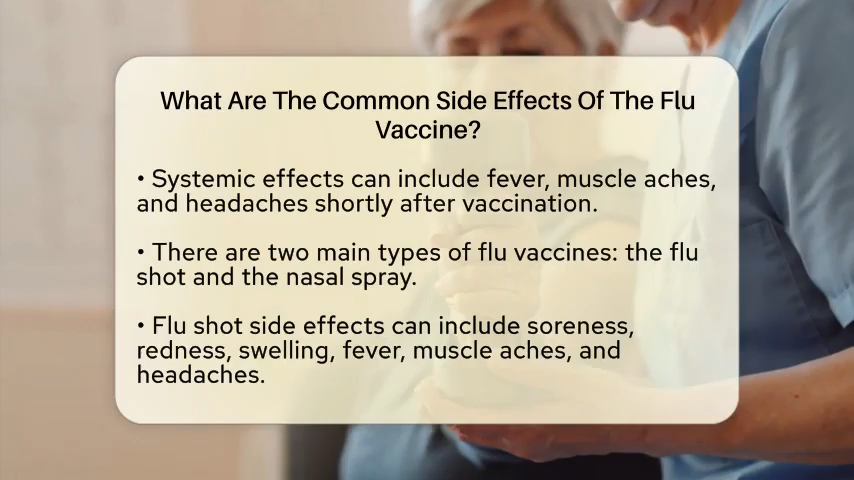 What Are The Common Side Effects Of The Flu
Vaccine?
• Systemic effects can include fever, muscle aches,
and headaches shortly after vaccination.
• There are two main types of flu vaccines: the flu
shot and the nasal spray.
• Flu shot side effects can include soreness,
redness, swelling, fever, muscle aches, and
headaches.